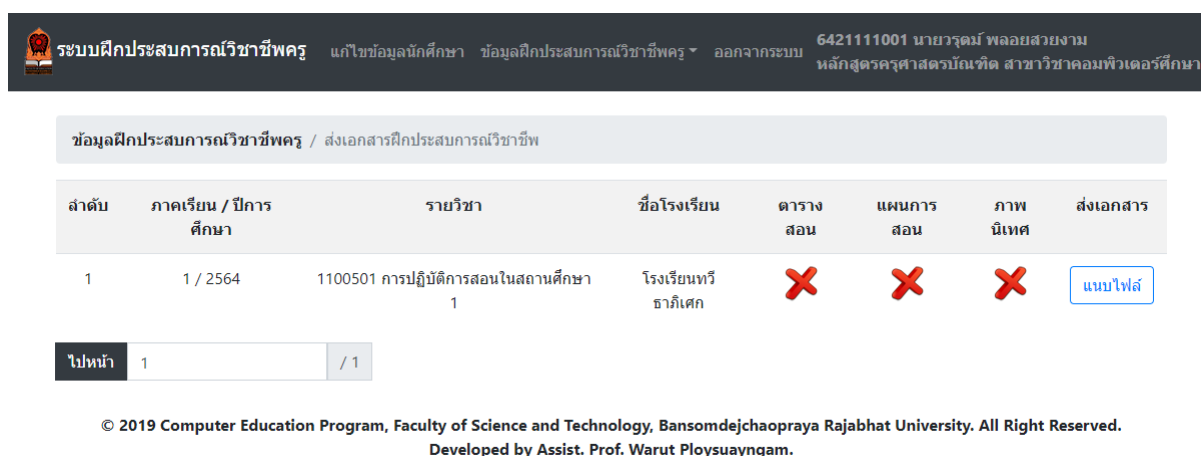 ระบบฝึกประสบการณ์วิชาชีพครู แก้ไขข้อมูลนักศึกษา ข้อมูลฝึกประสบการณ์วิชาชีพครู ออกจากระบบ
6421111001 นายวรุตม์ พลอยสวยงาม
หลักสูตรครุศาสตรบัณฑิต สาขาวิชาคอมพิวเตอร์ศึกษา
ข้อมูลฝึกประสบการณ์วิชาชีพครู / ส่งเอกสารฝึกประสบการณ์วิชาชีพ
ลำดับ ภาคเรียน / ปีการ รายวิชา ชื่อโรงเรียน ตาราง แผนการ ภาพ ส่งเอกสาร
ศึกษา สอน สอน นิเทศ
1 1 / 2564 1100501 การปฏิบัติการสอนในสถานศึกษา โรงเรียนทวี แนบไฟล์
1 ธาภิเศก
ไปหน้า 1 / 1
© 2019 Computer Education Program, Faculty of Science and Technology, Bansomdejchaopraya Rajabhat University. All Right Reserved.
Developed by Assist. Prof. Warut Ploysuayngam.